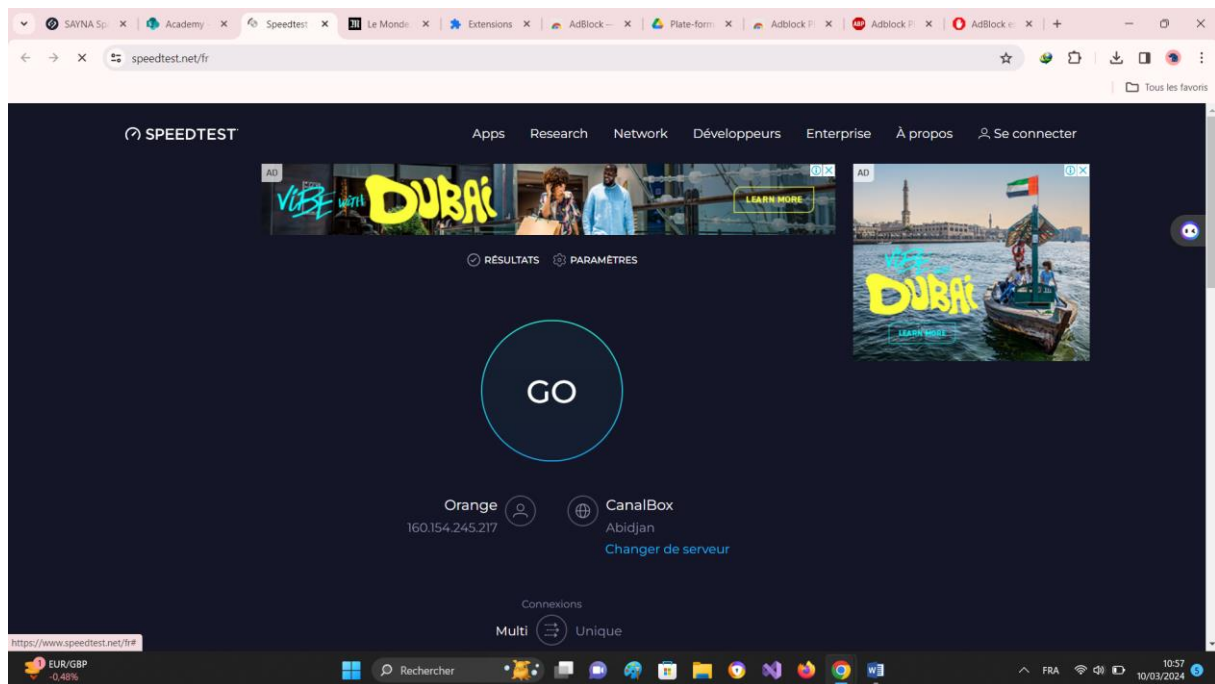 SAYNA Sp
Academy
Speedtest
Le Monde
Extensions
AdBlock —
Plate-form
Adblock Pl
Adblock Pl
AdBlock e
speedtest.net/fr
Tous les favoris
SPEEDTEST
Apps Research Network Développeurs Enterprise À propos Se connecter
AD
VIBE WITH DUBAi
LEARN MORE
AD
VIBE WITH
DUBAi
LEARN MORE
RÉSULTATS PARAMÈTRES
GO
Orange
160.154.245.217
CanalBox
Abidjan
Changer de serveur
Connexions
Multi Unique
https://www.speedtest.net/fr#
1
EUR/GBP
-0,48%
Rechercher
FRA
10:57
10/03/2024
5